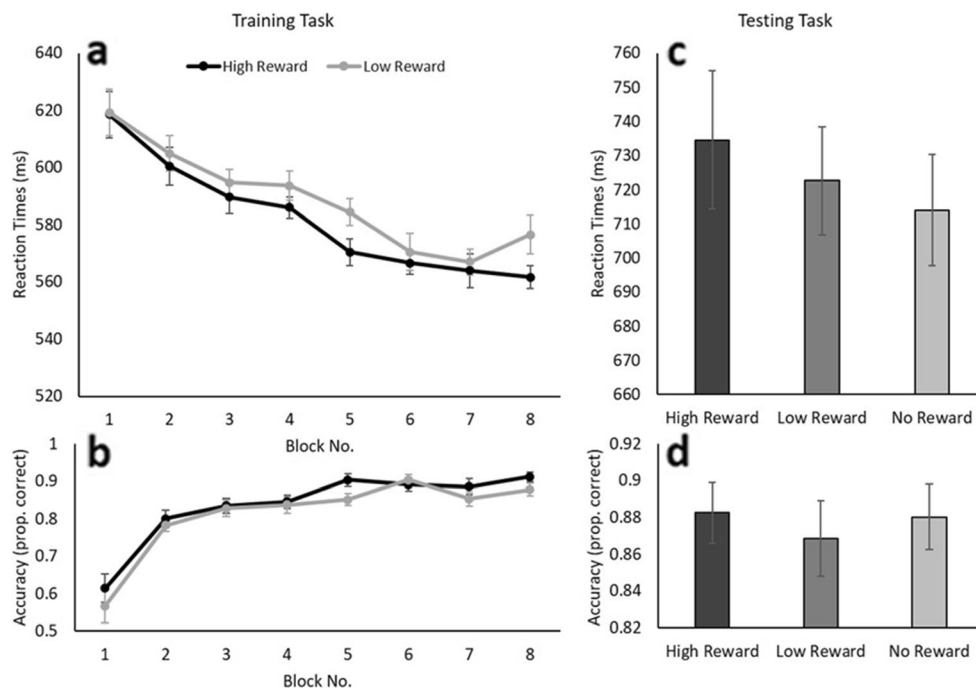 Training Task
a
High Reward
Low Reward
Reaction Times (ms)
640
620
600
580
560
540
520
1 2 3 4 5 6 7 8
Block No.
b
Accuracy (prop. correct)
1
0.9
0.8
0.7
0.6
0.5
1 2 3 4 5 6 7 8
Block No.
Testing Task
c
Reaction Times (ms)
760
750
740
730
720
710
700
690
680
670
660
High Reward Low Reward No Reward
d
Accuracy (prop. correct)
0.92
0.9
0.88
0.86
0.84
0.82
High Reward Low Reward No Reward